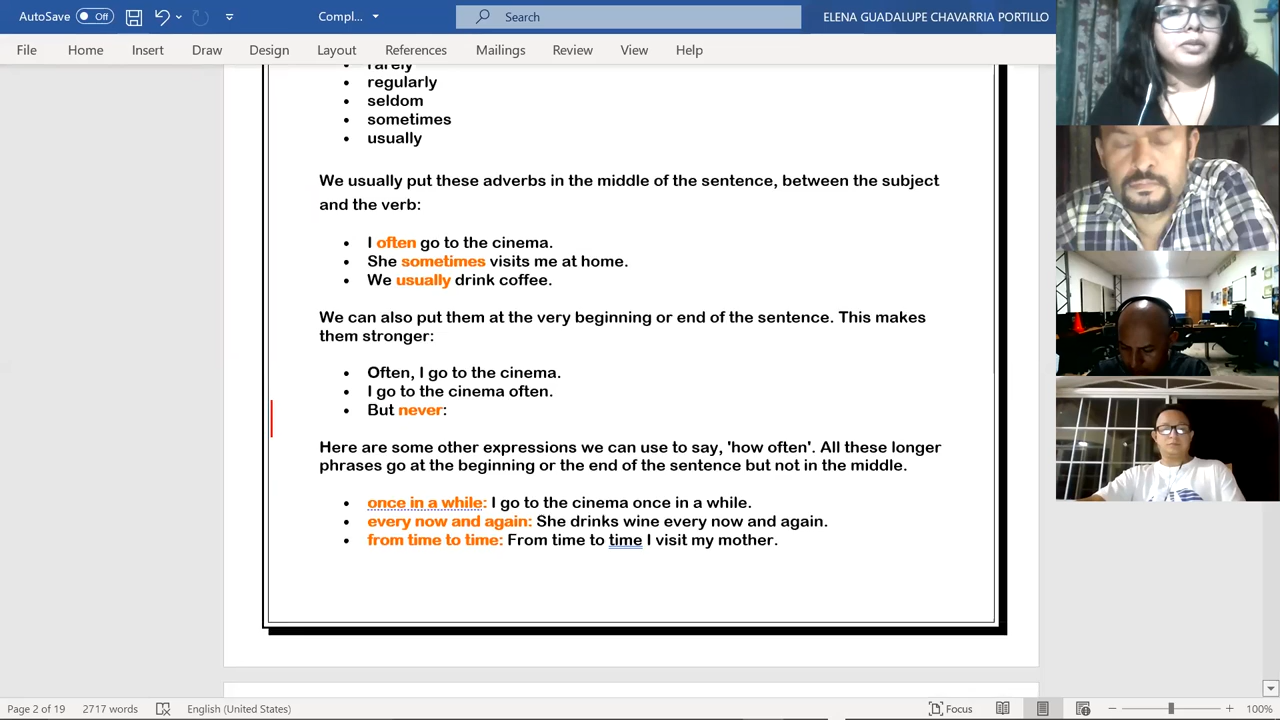 AutoSave Off Compl... Search ELENA GUADALUPE CHAVARRIA PORTILLO
File Home Insert Draw Design Layout References Mailings Review View Help
rarely
regularly
seldom
sometimes
usually
We usually put these adverbs in the middle of the sentence, between the subject
and the verb:
I often go to the cinema.
She sometimes visits me at home.
We usually drink coffee.
We can also put them at the very beginning or end of the sentence. This makes
them stronger:
Often, I go to the cinema.
I go to the cinema often.
But never:
Here are some other expressions we can use to say, 'how often'. All these longer
phrases go at the beginning or the end of the sentence but not in the middle.
once in a while: I go to the cinema once in a while.
every now and again: She drinks wine every now and again.
from time to time: From time to time I visit my mother.
Page 2 of 19 2717 words English (United States) Focus 100%